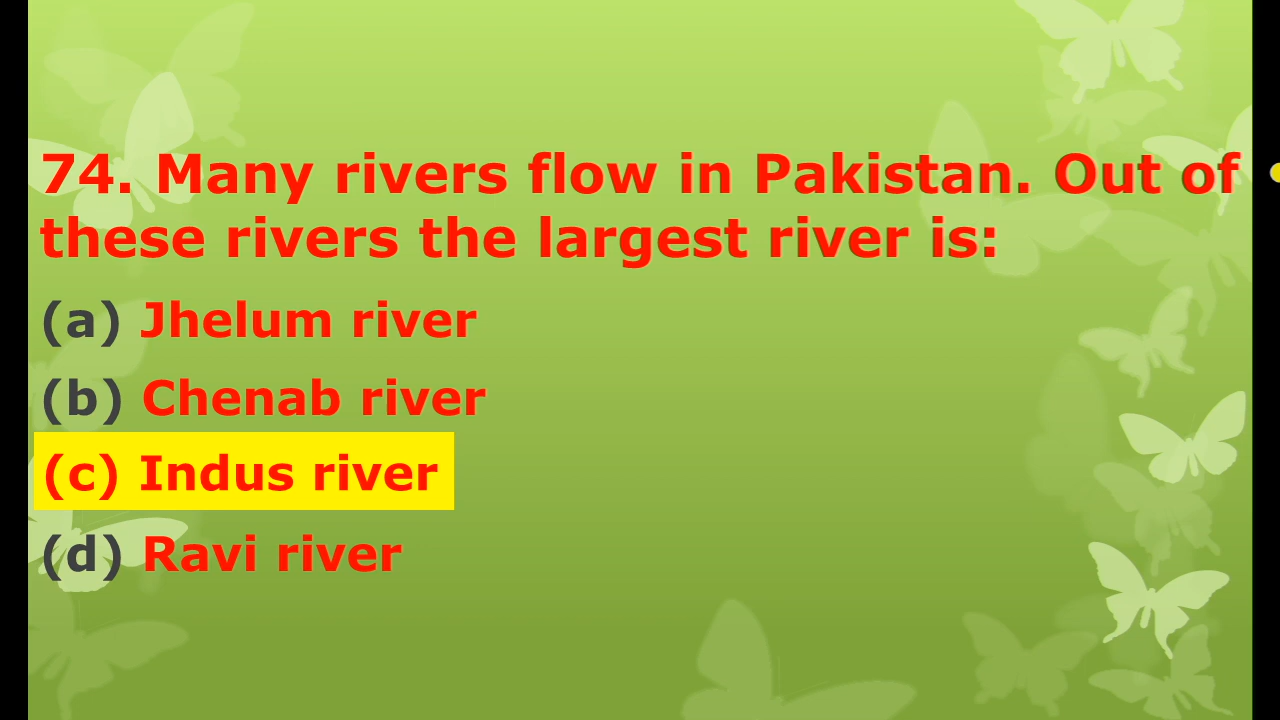 74. Many rivers flow in Pakistan. Out of
these rivers the largest river is:
(a) Jhelum river
(b) Chenab river
(c) Indus river
(d) Ravi river